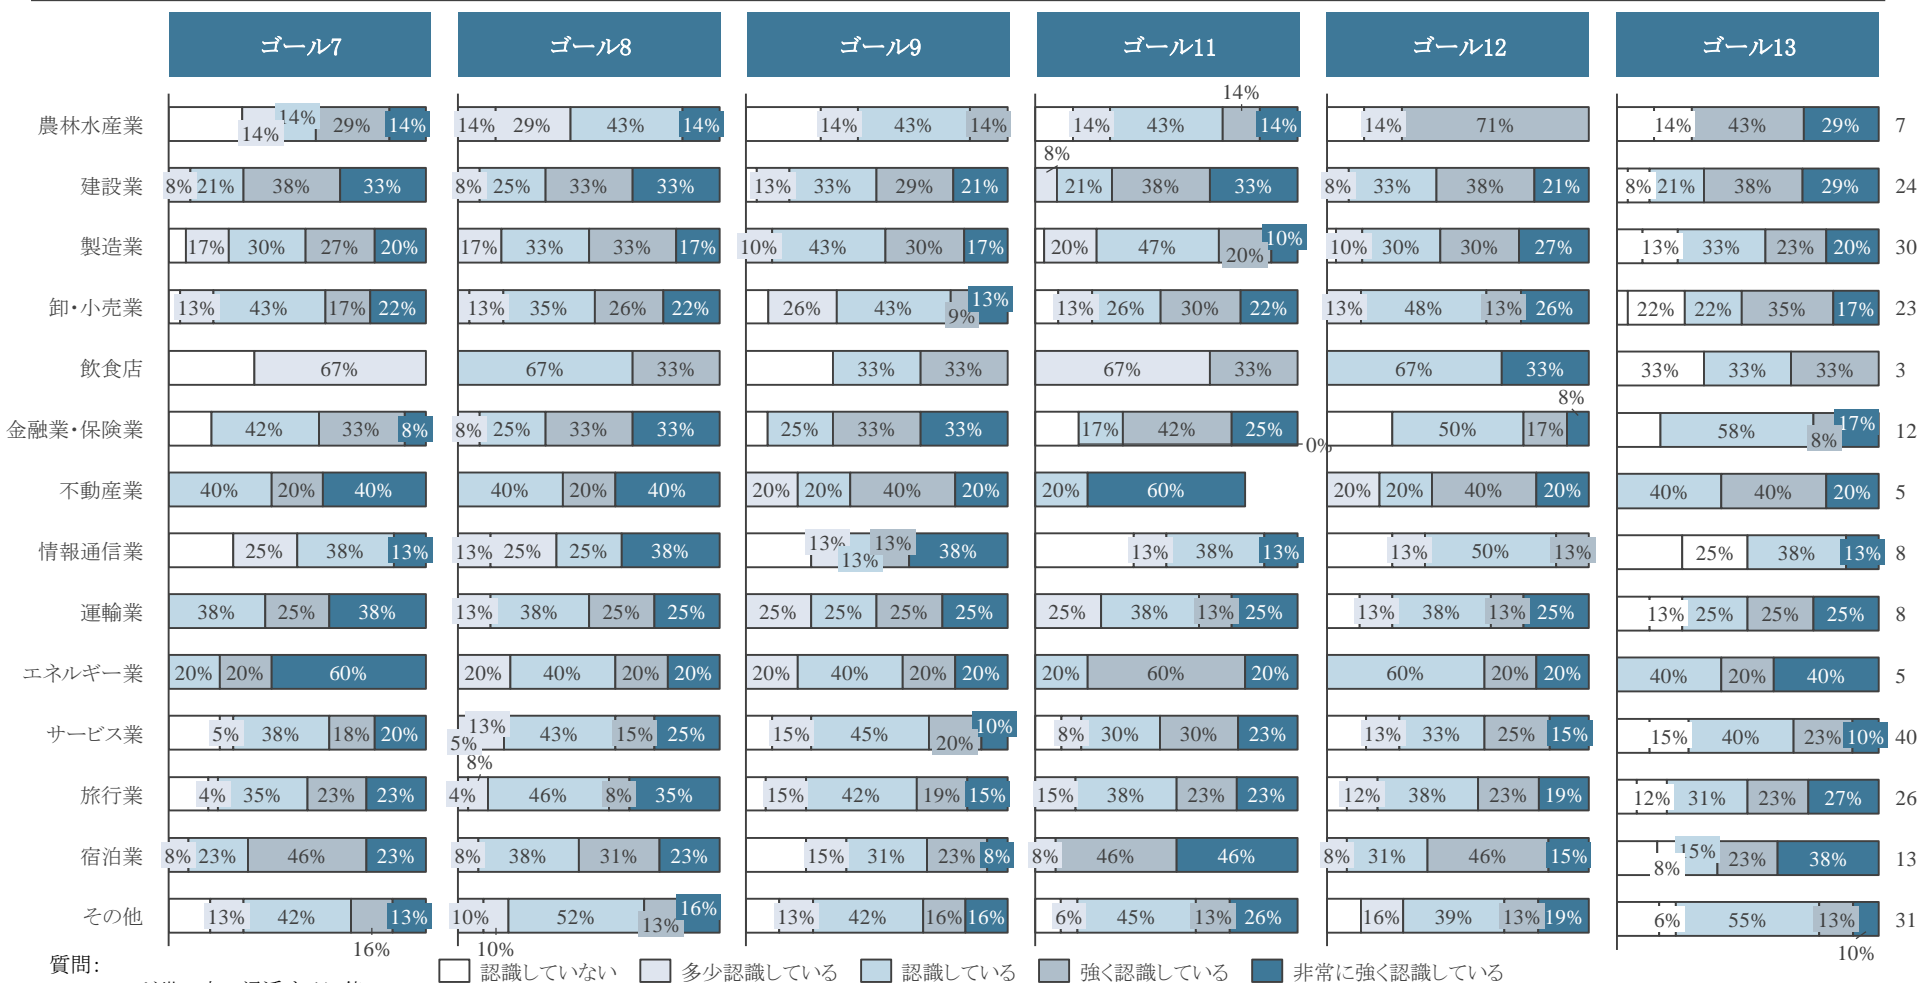 ゴール7 ゴール8 ゴール9 ゴール11 ゴール12 ゴール13
農林水産業 14% 14% 29% 14% 14% 29% 43% 14% 14% 43% 14% 14% 43% 14% 14% 14% 71% 14% 43% 29% 7
建設業 8% 21% 38% 33% 8% 25% 33% 33% 13% 33% 29% 21% 8% 21% 38% 33% 8% 33% 38% 21% 8% 21% 38% 29% 24
製造業 17% 30% 27% 20% 17% 33% 33% 17% 10% 43% 30% 17% 20% 47% 20% 10% 10% 30% 30% 27% 13% 33% 23% 20% 30
卸・小売業 13% 43% 17% 22% 13% 35% 26% 22% 26% 43% 9% 13% 13% 26% 30% 22% 13% 48% 13% 26% 22% 22% 35% 17% 23
飲食店 67% 67% 33% 33% 33% 67% 33% 67% 33% 33% 33% 33% 3
金融業・保険業 42% 33% 8% 8% 25% 33% 33% 25% 33% 33% 17% 42% 25% 0% 50% 17% 8% 58% 8% 17% 12
不動産業 40% 20% 40% 40% 20% 40% 20% 20% 40% 20% 20% 60% 20% 20% 40% 20% 40% 40% 20% 5
情報通信業 25% 38% 13% 13% 25% 25% 38% 13% 13% 13% 38% 13% 38% 13% 13% 50% 13% 25% 38% 13% 8
運輸業 38% 25% 38% 13% 38% 25% 25% 25% 25% 25% 25% 25% 38% 13% 25% 13% 38% 13% 25% 13% 25% 25% 25% 8
エネルギー業 20% 20% 60% 20% 40% 20% 20% 20% 40% 20% 20% 20% 60% 20% 60% 20% 20% 40% 20% 40% 5
サービス業 5% 38% 18% 20% 5% 13% 43% 15% 25% 15% 45% 20% 10% 8% 30% 30% 23% 13% 33% 25% 15% 15% 40% 23% 10% 40
旅行業 4% 35% 23% 23% 4% 8% 46% 8% 35% 15% 42% 19% 15% 15% 38% 23% 23% 12% 38% 23% 19% 12% 31% 23% 27% 26
宿泊業 8% 23% 46% 23% 8% 38% 31% 23% 15% 31% 23% 8% 8% 46% 46% 8% 31% 46% 15% 8% 15% 23% 38% 13
その他 13% 42% 16% 13% 10% 10% 52% 13% 16% 13% 42% 16% 16% 6% 45% 13% 26% 16% 39% 13% 19% 6% 55% 13% 10% 31
質問：
認識していない 多少認識している 認識している 強く認識している 非常に強く認識している